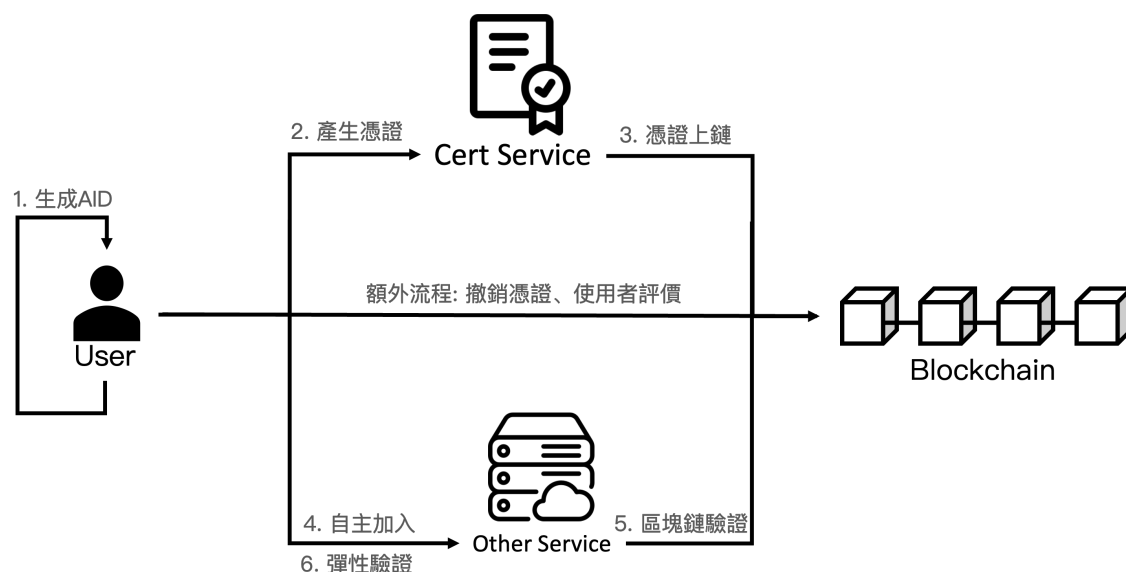 2. 產生憑證
3. 憑證上鏈
Cert Service
1. 生成AID
額外流程: 撤銷憑證、使用者評價
User
Blockchain
4. 自主加入
5. 區塊鏈驗證
Other Service
6. 彈性驗證